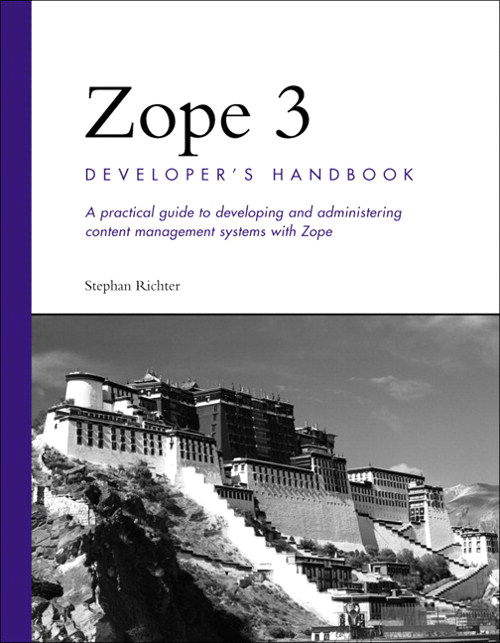 Zope 3
DEVELOPER'S HANDBOOK
A practical guide to developing and administering
content management systems with Zope
Stephan Richter